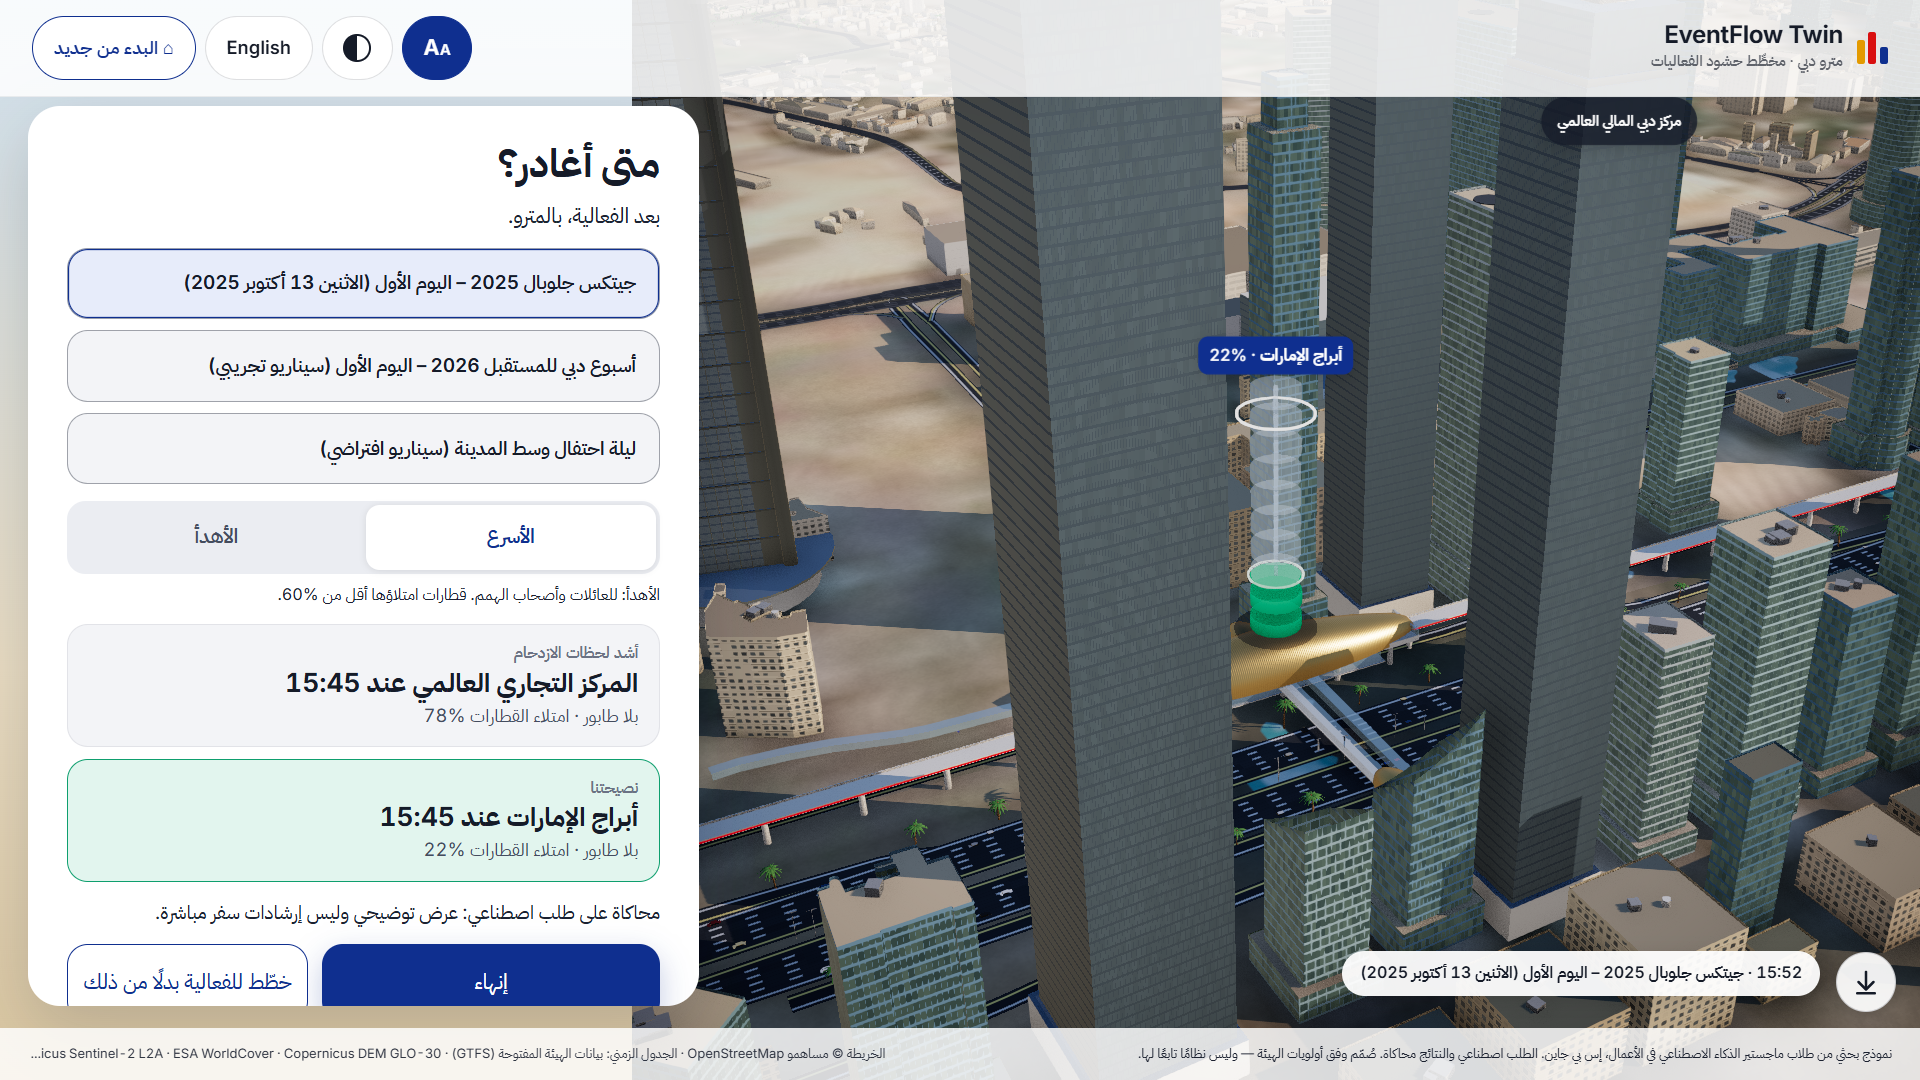 EventFlow Twin
مترو دبي · مخطِّط حشود الفعاليات
AA
English
⌂ البدء من جديد
متى أغادر؟
بعد الفعالية، بالمترو.
جيتكس جلوبال 2025 – اليوم الأول (الاثنين 13 أكتوبر 2025)
أسبوع دبي للمستقبل 2026 – اليوم الأول (سيناريو تجريبي)
ليلة احتفال وسط المدينة (سيناريو افتراضي)
الأسرع
الأهدأ
الأهدأ: للعائلات وأصحاب الهمم. قطارات امتلاؤها أقل من 60%.
أشد لحظات الازدحام
المركز التجاري العالمي عند 15:45
بلا طابور · امتلاء القطارات 78%
نصيحتنا
أبراج الإمارات عند 15:45
بلا طابور · امتلاء القطارات 22%
محاكاة على طلب اصطناعي: عرض توضيحي وليس إرشادات سفر مباشرة.
إنهاء
خطّط للفعالية بدلًا من ذلك
مركز دبي المالي العالمي
أبراج الإمارات · 22%
15:52 · جيتكس جلوبال 2025 – اليوم الأول (الاثنين 13 أكتوبر 2025)
نموذج بحثي من طلاب ماجستير الذكاء الاصطناعي في الأعمال، إس بي جاين. الطلب اصطناعي والنتائج محاكاة. صُمّم وفق أولويات الهيئة — وليس نظامًا تابعًا لها.
الخريطة © مساهمو OpenStreetMap · الجدول الزمني: بيانات الهيئة المفتوحة (GTFS) · icus Sentinel-2 L2A · ESA WorldCover · Copernicus DEM GLO-30...